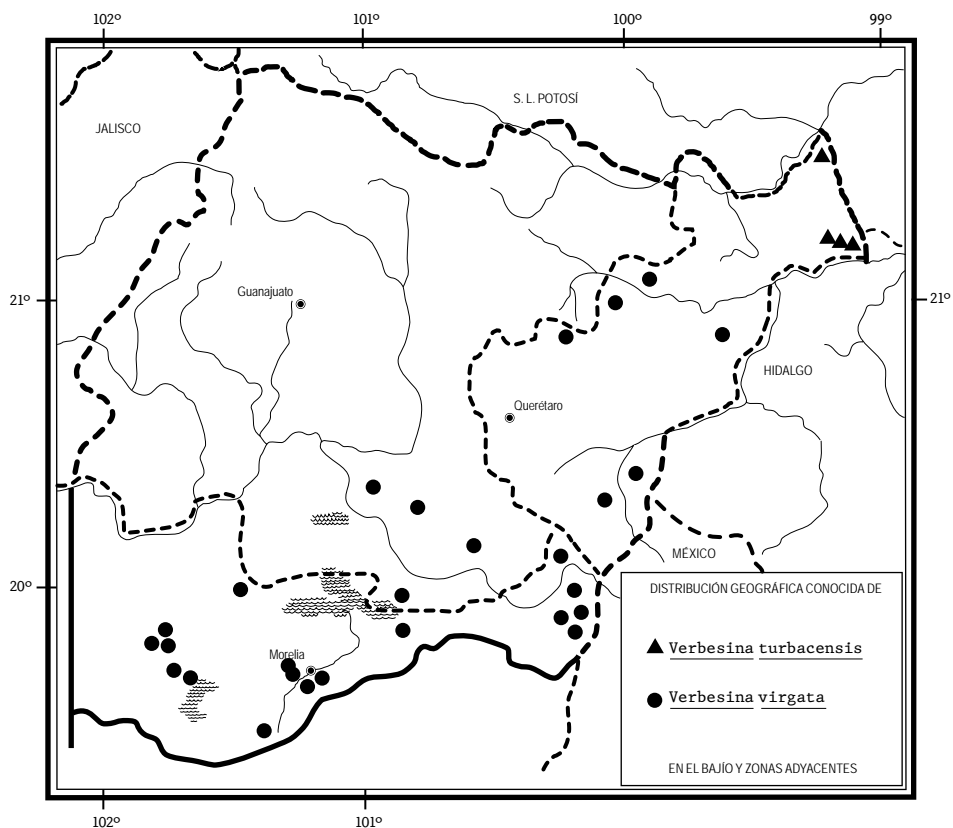 102º 101º 100º 99º
S. L. POTOSÍ
JALISCO
Guanajuato
21º 21º
HIDALGO
Querétaro
MÉXICO
20º
DISTRIBUCIÓN GEOGRÁFICA CONOCIDA DE
Verbesina turbacensis
Morelia
Verbesina virgata
EN EL BAJÍO Y ZONAS ADYACENTES
102º 101º